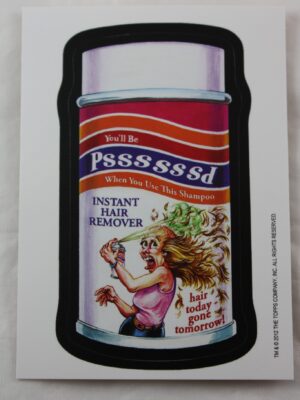 You'll Be
Psssssssd
When You Use This Shampoo
INSTANT
HAIR
REMOVER
hair
today
gone
tomorrow!
TM & © 2012 THE TOPPS COMPANY, INC. ALL RIGHTS RESERVED.